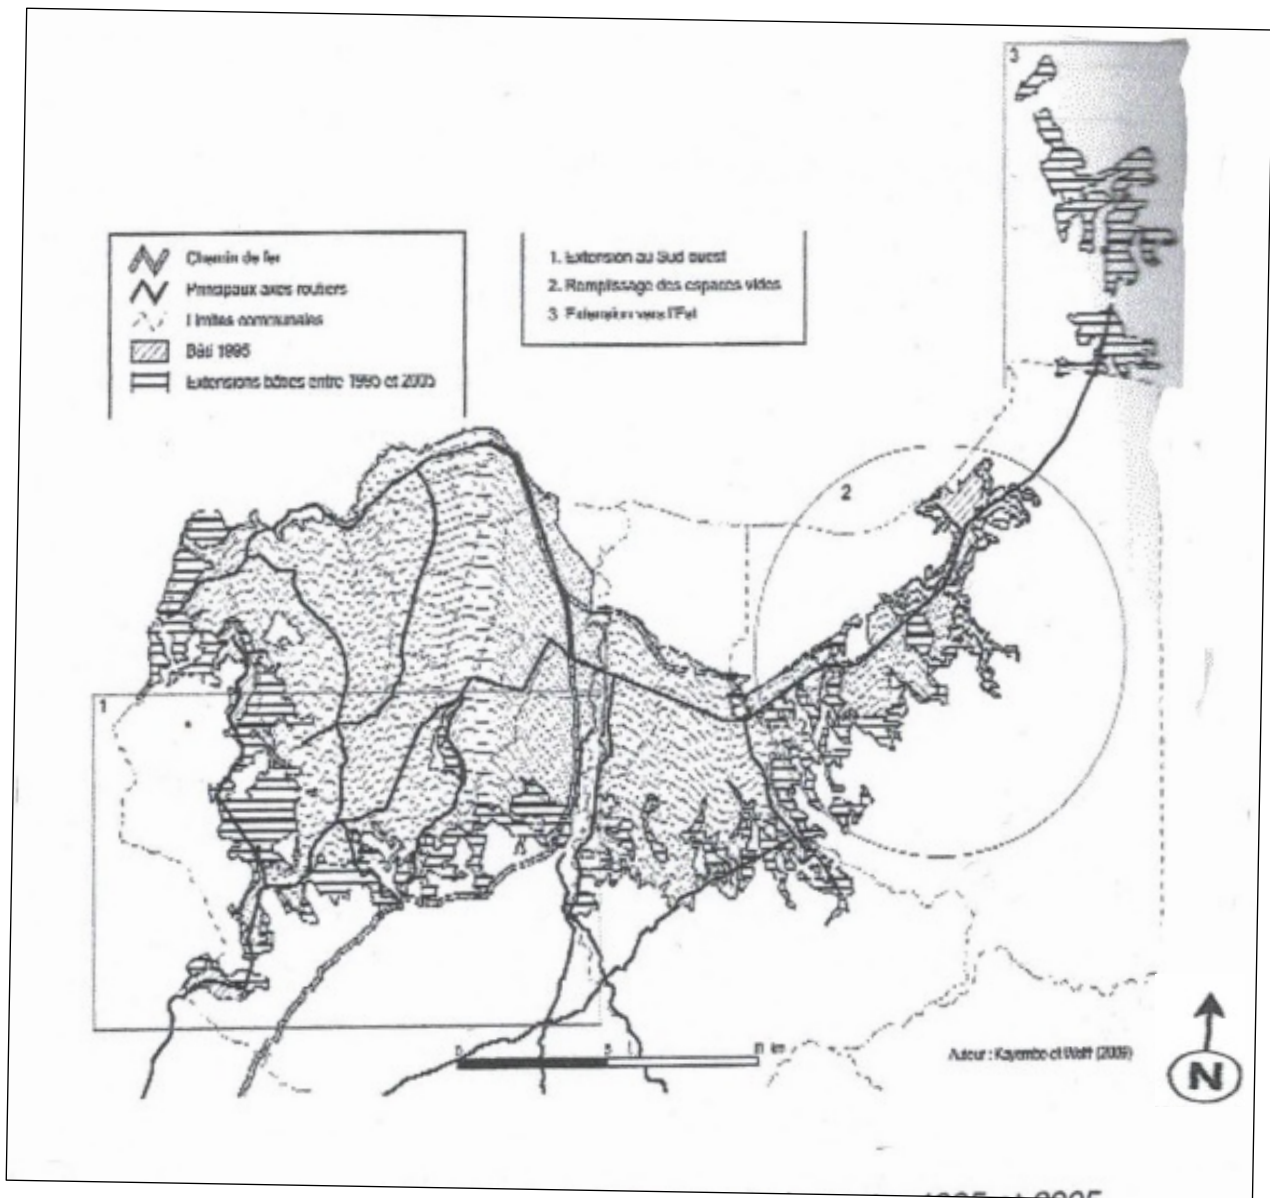 3
Chemin de fer
Principaux axes routiers
Limites communales
Bâti 1995
Extensions bâties entre 1995 et 2005
1. Extension au Sud ouest
2. Remplissage des espaces vides
3 Extension vers l'Est
2
1
0 5 km
Auteur : Kayembe et Wolff (2009)
N